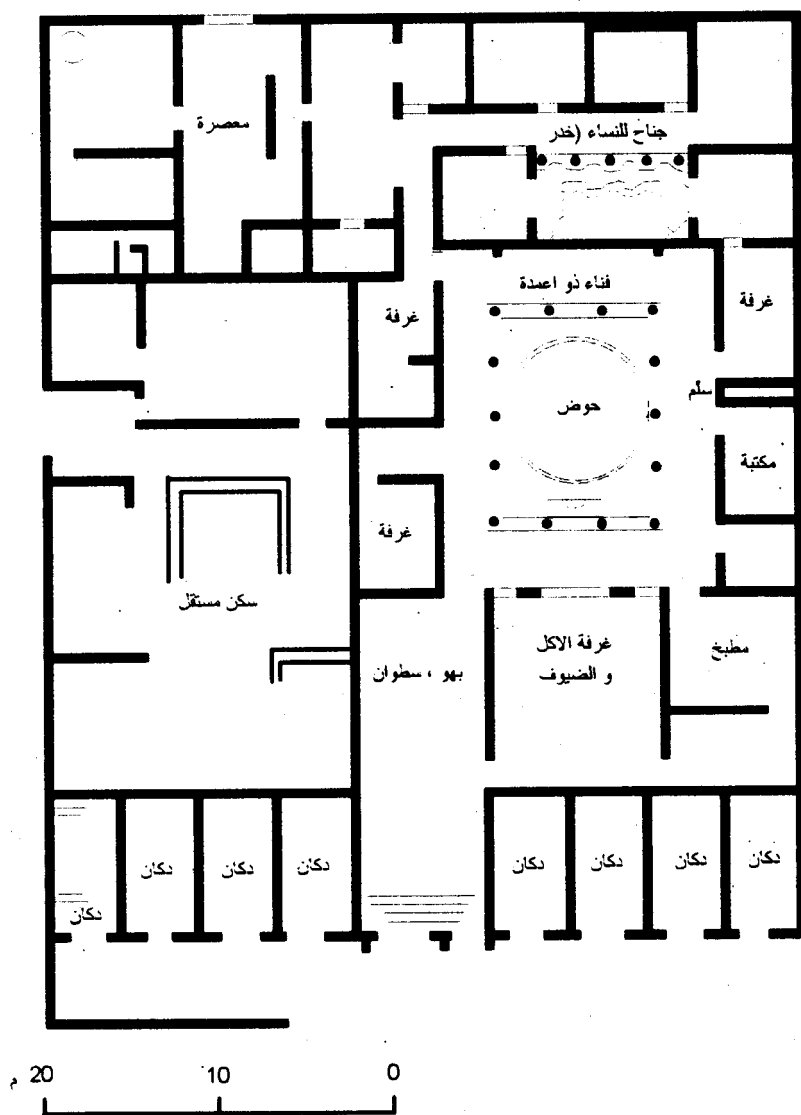 معصرة
جناح للنساء (خدر
فناء ذو اعمدة
غرفة
غرفة
سلم
حوض
مكتبة
غرفة
سكن مستقل
بهو ، سطوان
غرفة الاكل
و الضيوف
مطبخ
دكان
دكان
دكان
دكان
دكان
دكان
دكان
دكان
م 20 10 0